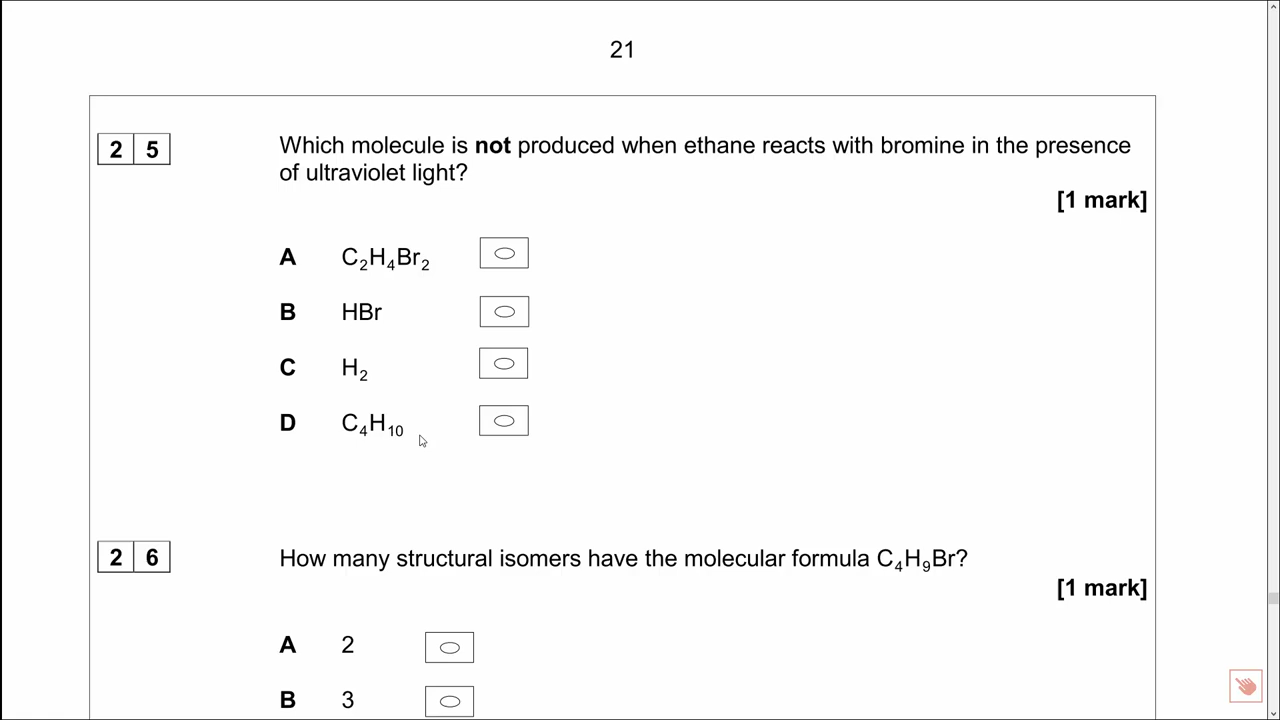 21
2 5
Which molecule is not produced when ethane reacts with bromine in the presence
of ultraviolet light?
[1 mark]
A C₂H₄Br₂
B HBr
C H₂
D C₄H₁₀
2 6
How many structural isomers have the molecular formula C₄H₉Br?
[1 mark]
A 2
B 3